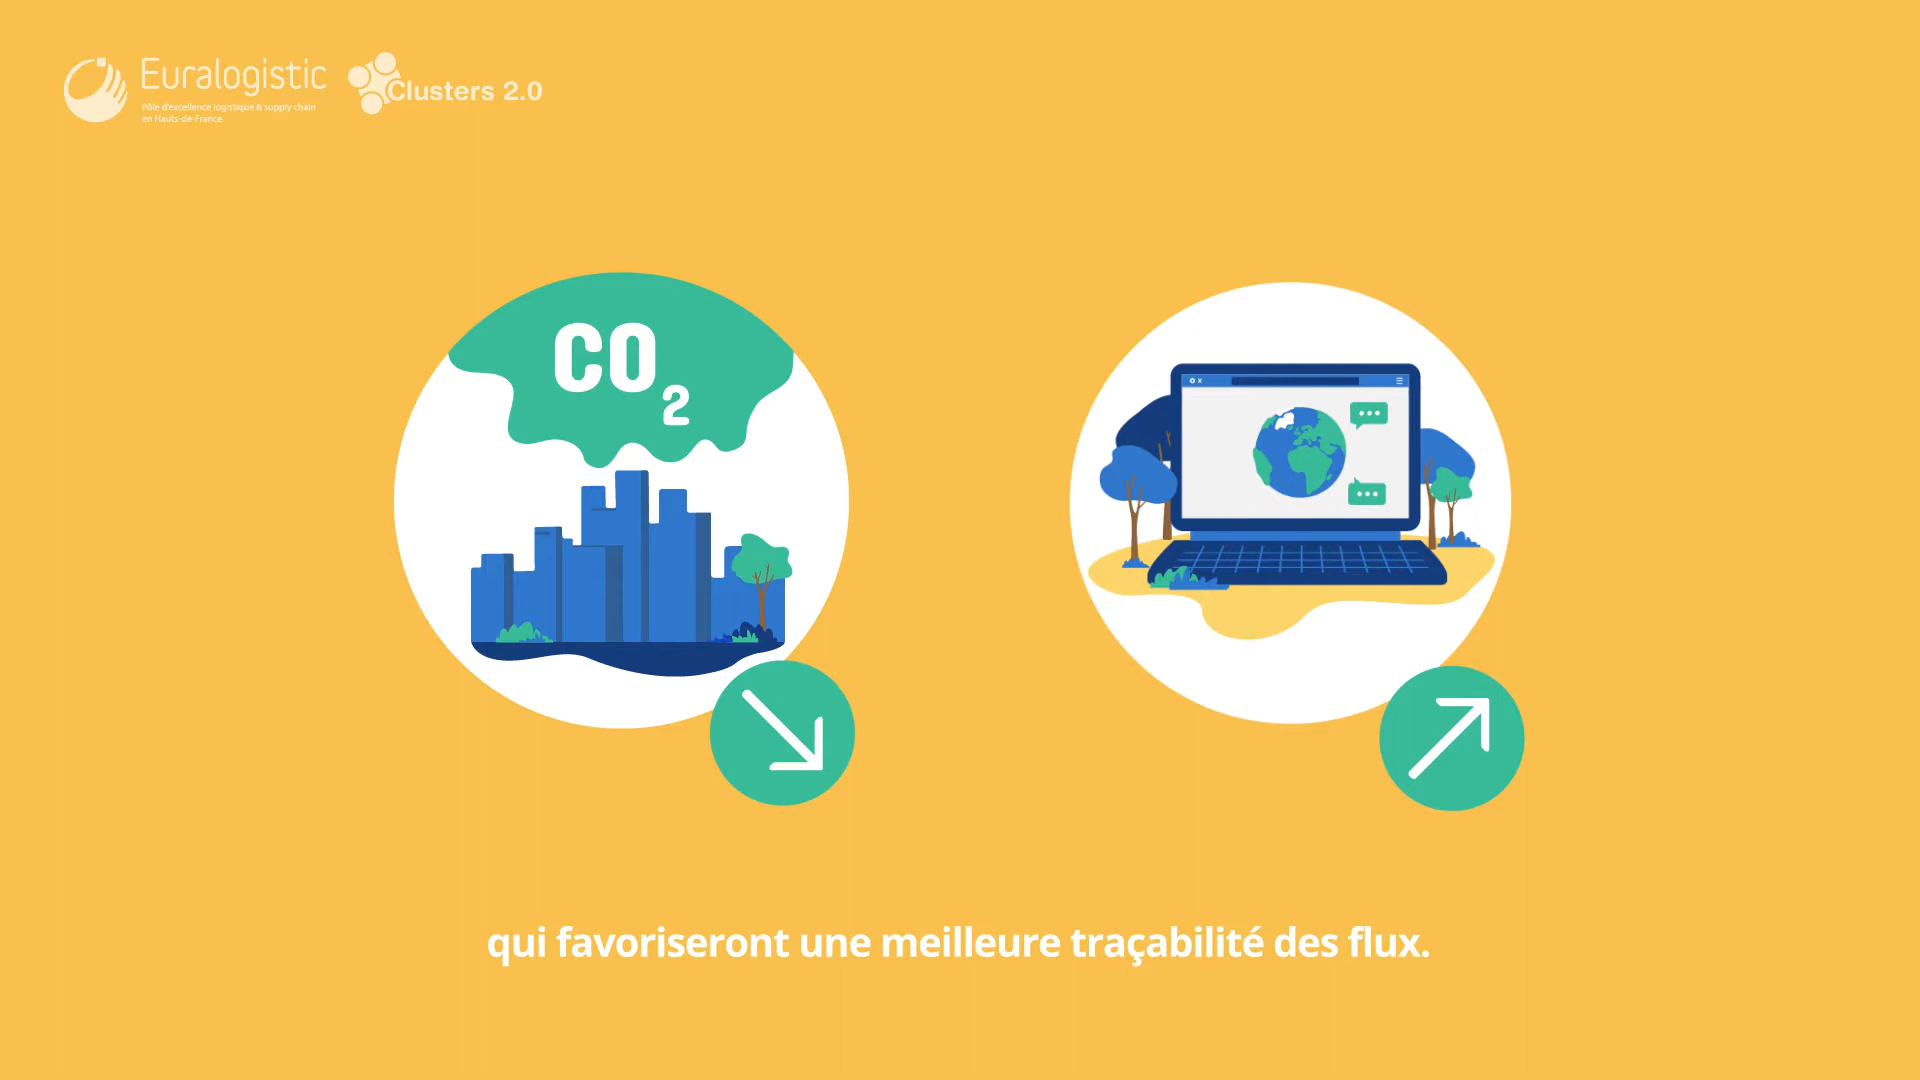 Euralogistic
Pôle d'excellence logistique & supply chain
en Hauts-de-France
Clusters 2.0
CO2
qui favoriseront une meilleure traçabilité des flux.